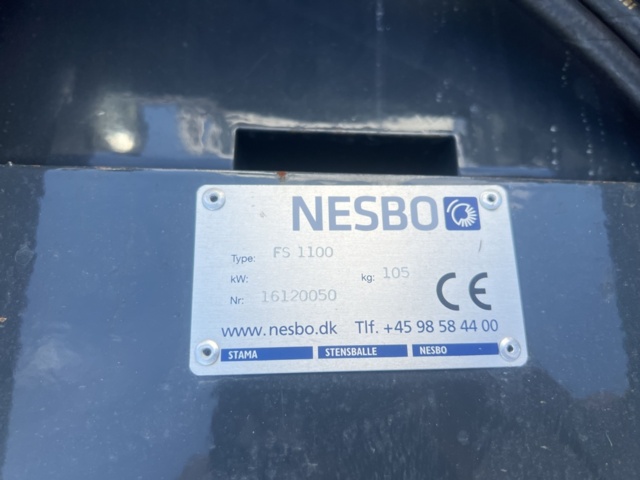 NESBO
Type: FS 1100 /
kW: kg: 105
Nr: 16120050
CE
www.nesbo.dk Tlf. +45 98 58 44 00
STAMA STENSBALLE NESBO